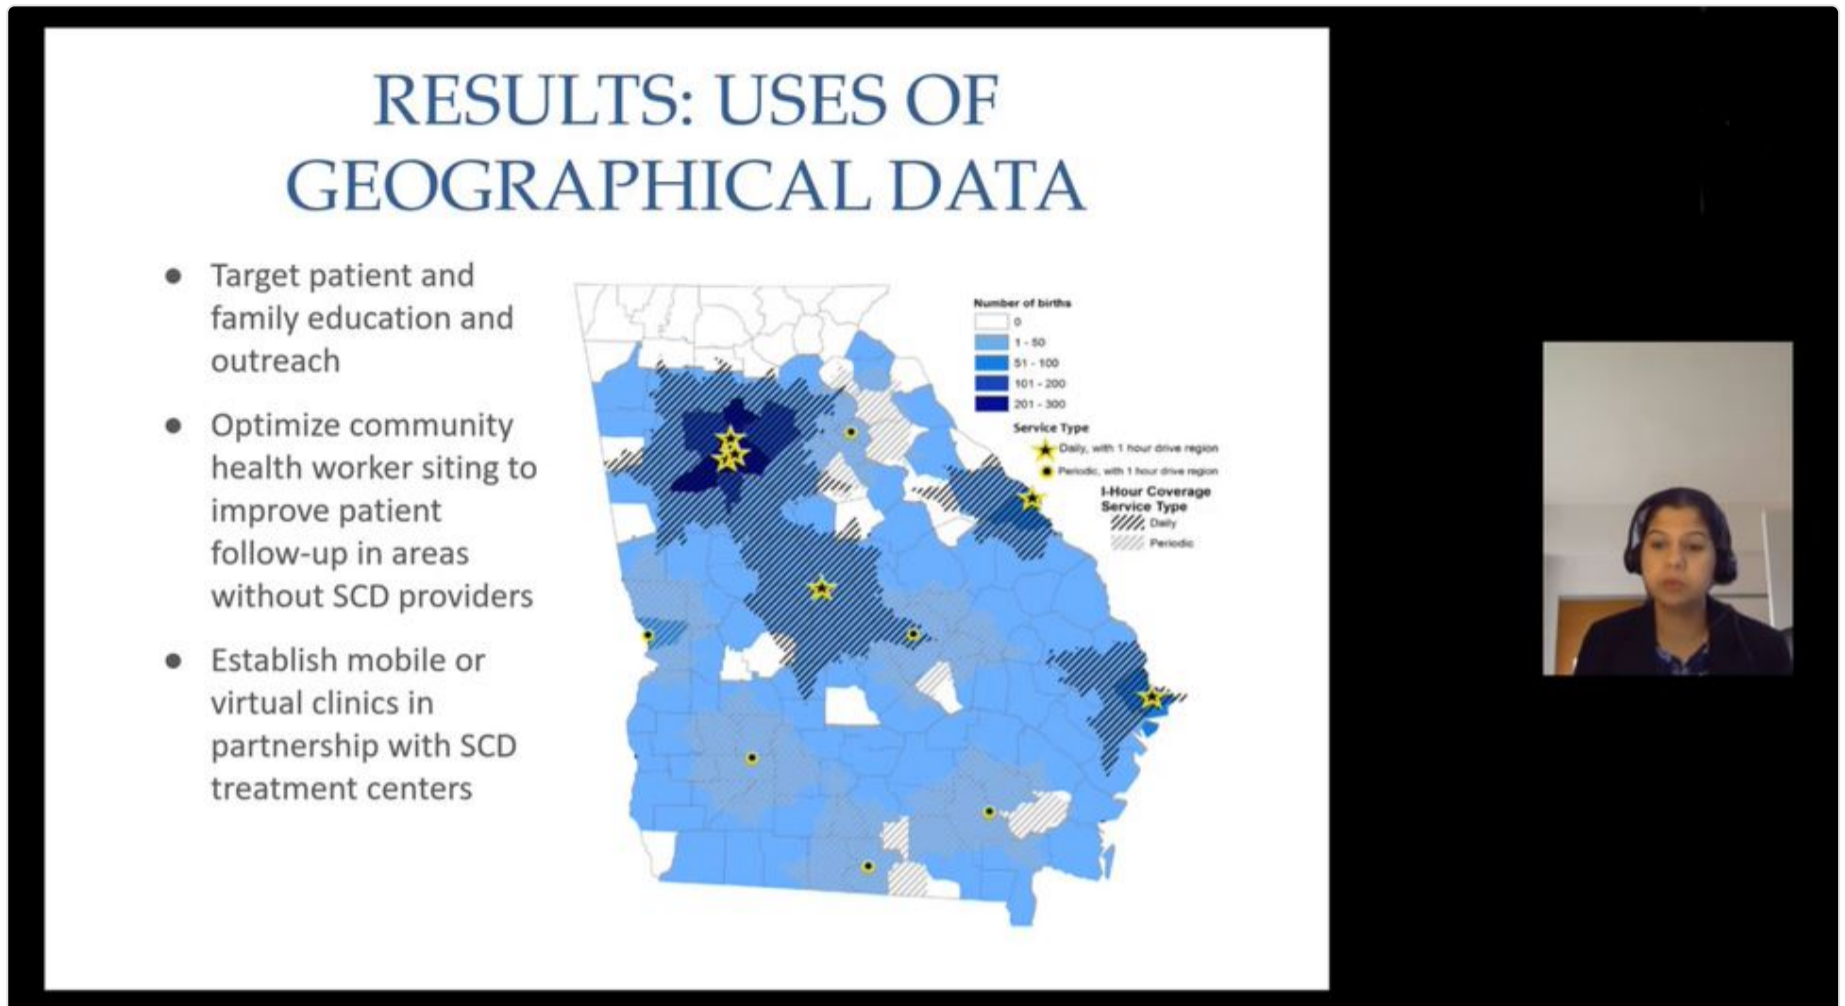 RESULTS: USES OF
GEOGRAPHICAL DATA
● Target patient and
family education and
outreach
● Optimize community
health worker siting to
improve patient
follow-up in areas
without SCD providers
● Establish mobile or
virtual clinics in
partnership with SCD
treatment centers
Number of births
0
1 - 50
51 - 100
101 - 200
201 - 300
Service Type
Daily, with 1 hour drive region
Periodic, with 1 hour drive region
I-Hour Coverage
Service Type
Daily
Periodic